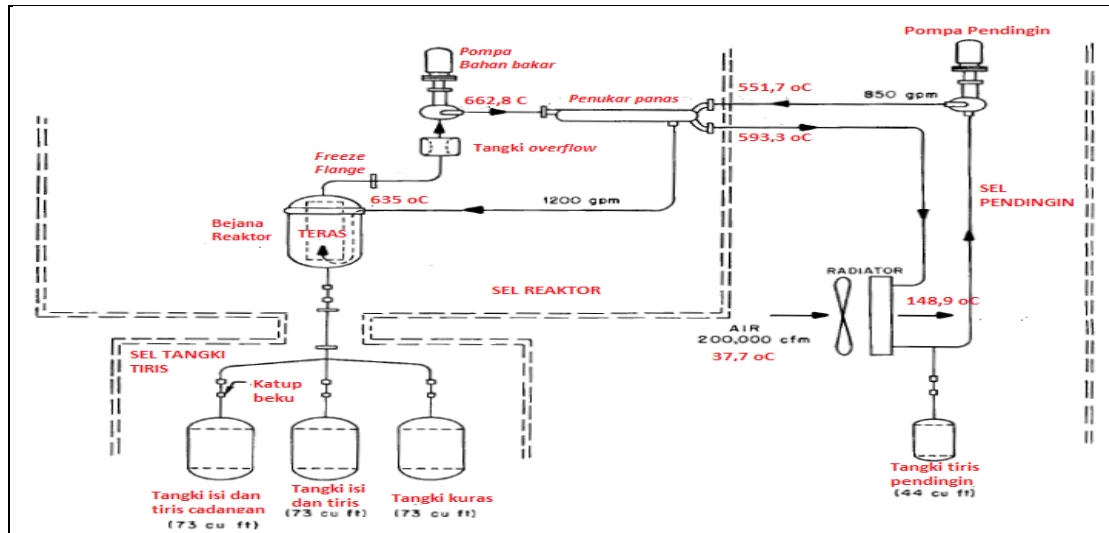 Pompa
Bahan bakar
Pompa Pendingin
662,8 C
Penukar panas
551,7 oC
850 gpm
593,3 oC
Tangki overflow
Freeze
Flange
635 oC
1200 gpm
SEL
PENDINGIN
Bejana
Reaktor
TERAS
SEL REAKTOR
RADIATOR
148,9 oC
AIR
200,000 cfm
37,7 oC
SEL TANGKI
TIRIS
Katup
beku
Tangki isi dan
tiris cadangan
(73 cu ft)
Tangki isi
dan tiris
(73 cu ft)
Tangki kuras
(73 cu ft)
Tangki tiris
pendingin
(44 cu ft)